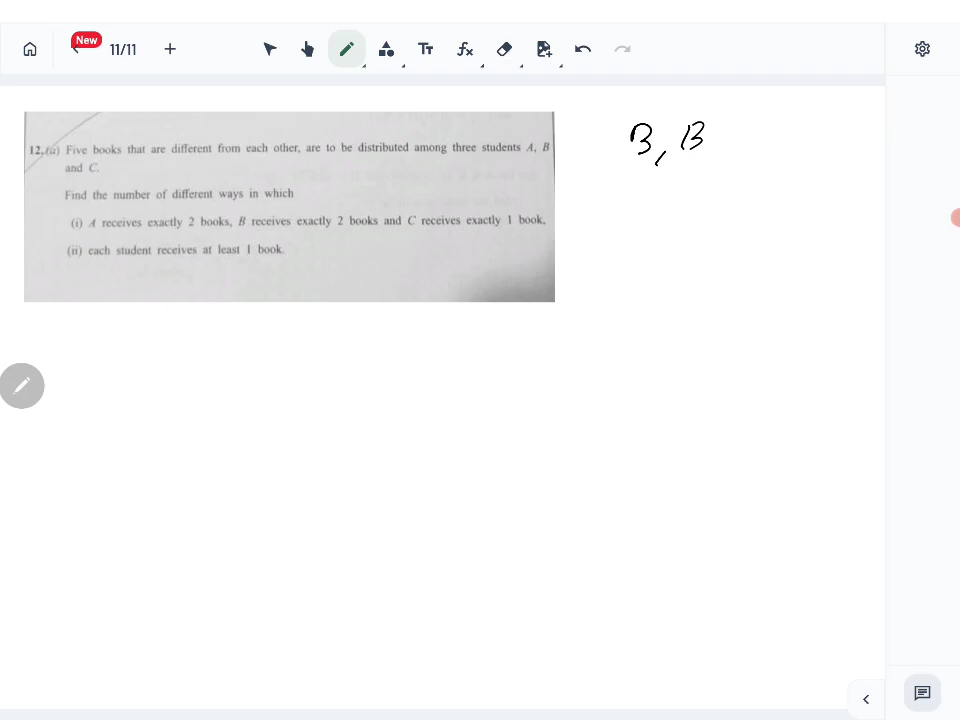 New
11/11
Tт
fx
B, B
12.(a) Five books that are different from each other, are to be distributed among three students A, B
and C.
Find the number of different ways in which
(i) A receives exactly 2 books, B receives exactly 2 books and C receives exactly 1 book,
(ii) each student receives at least 1 book.